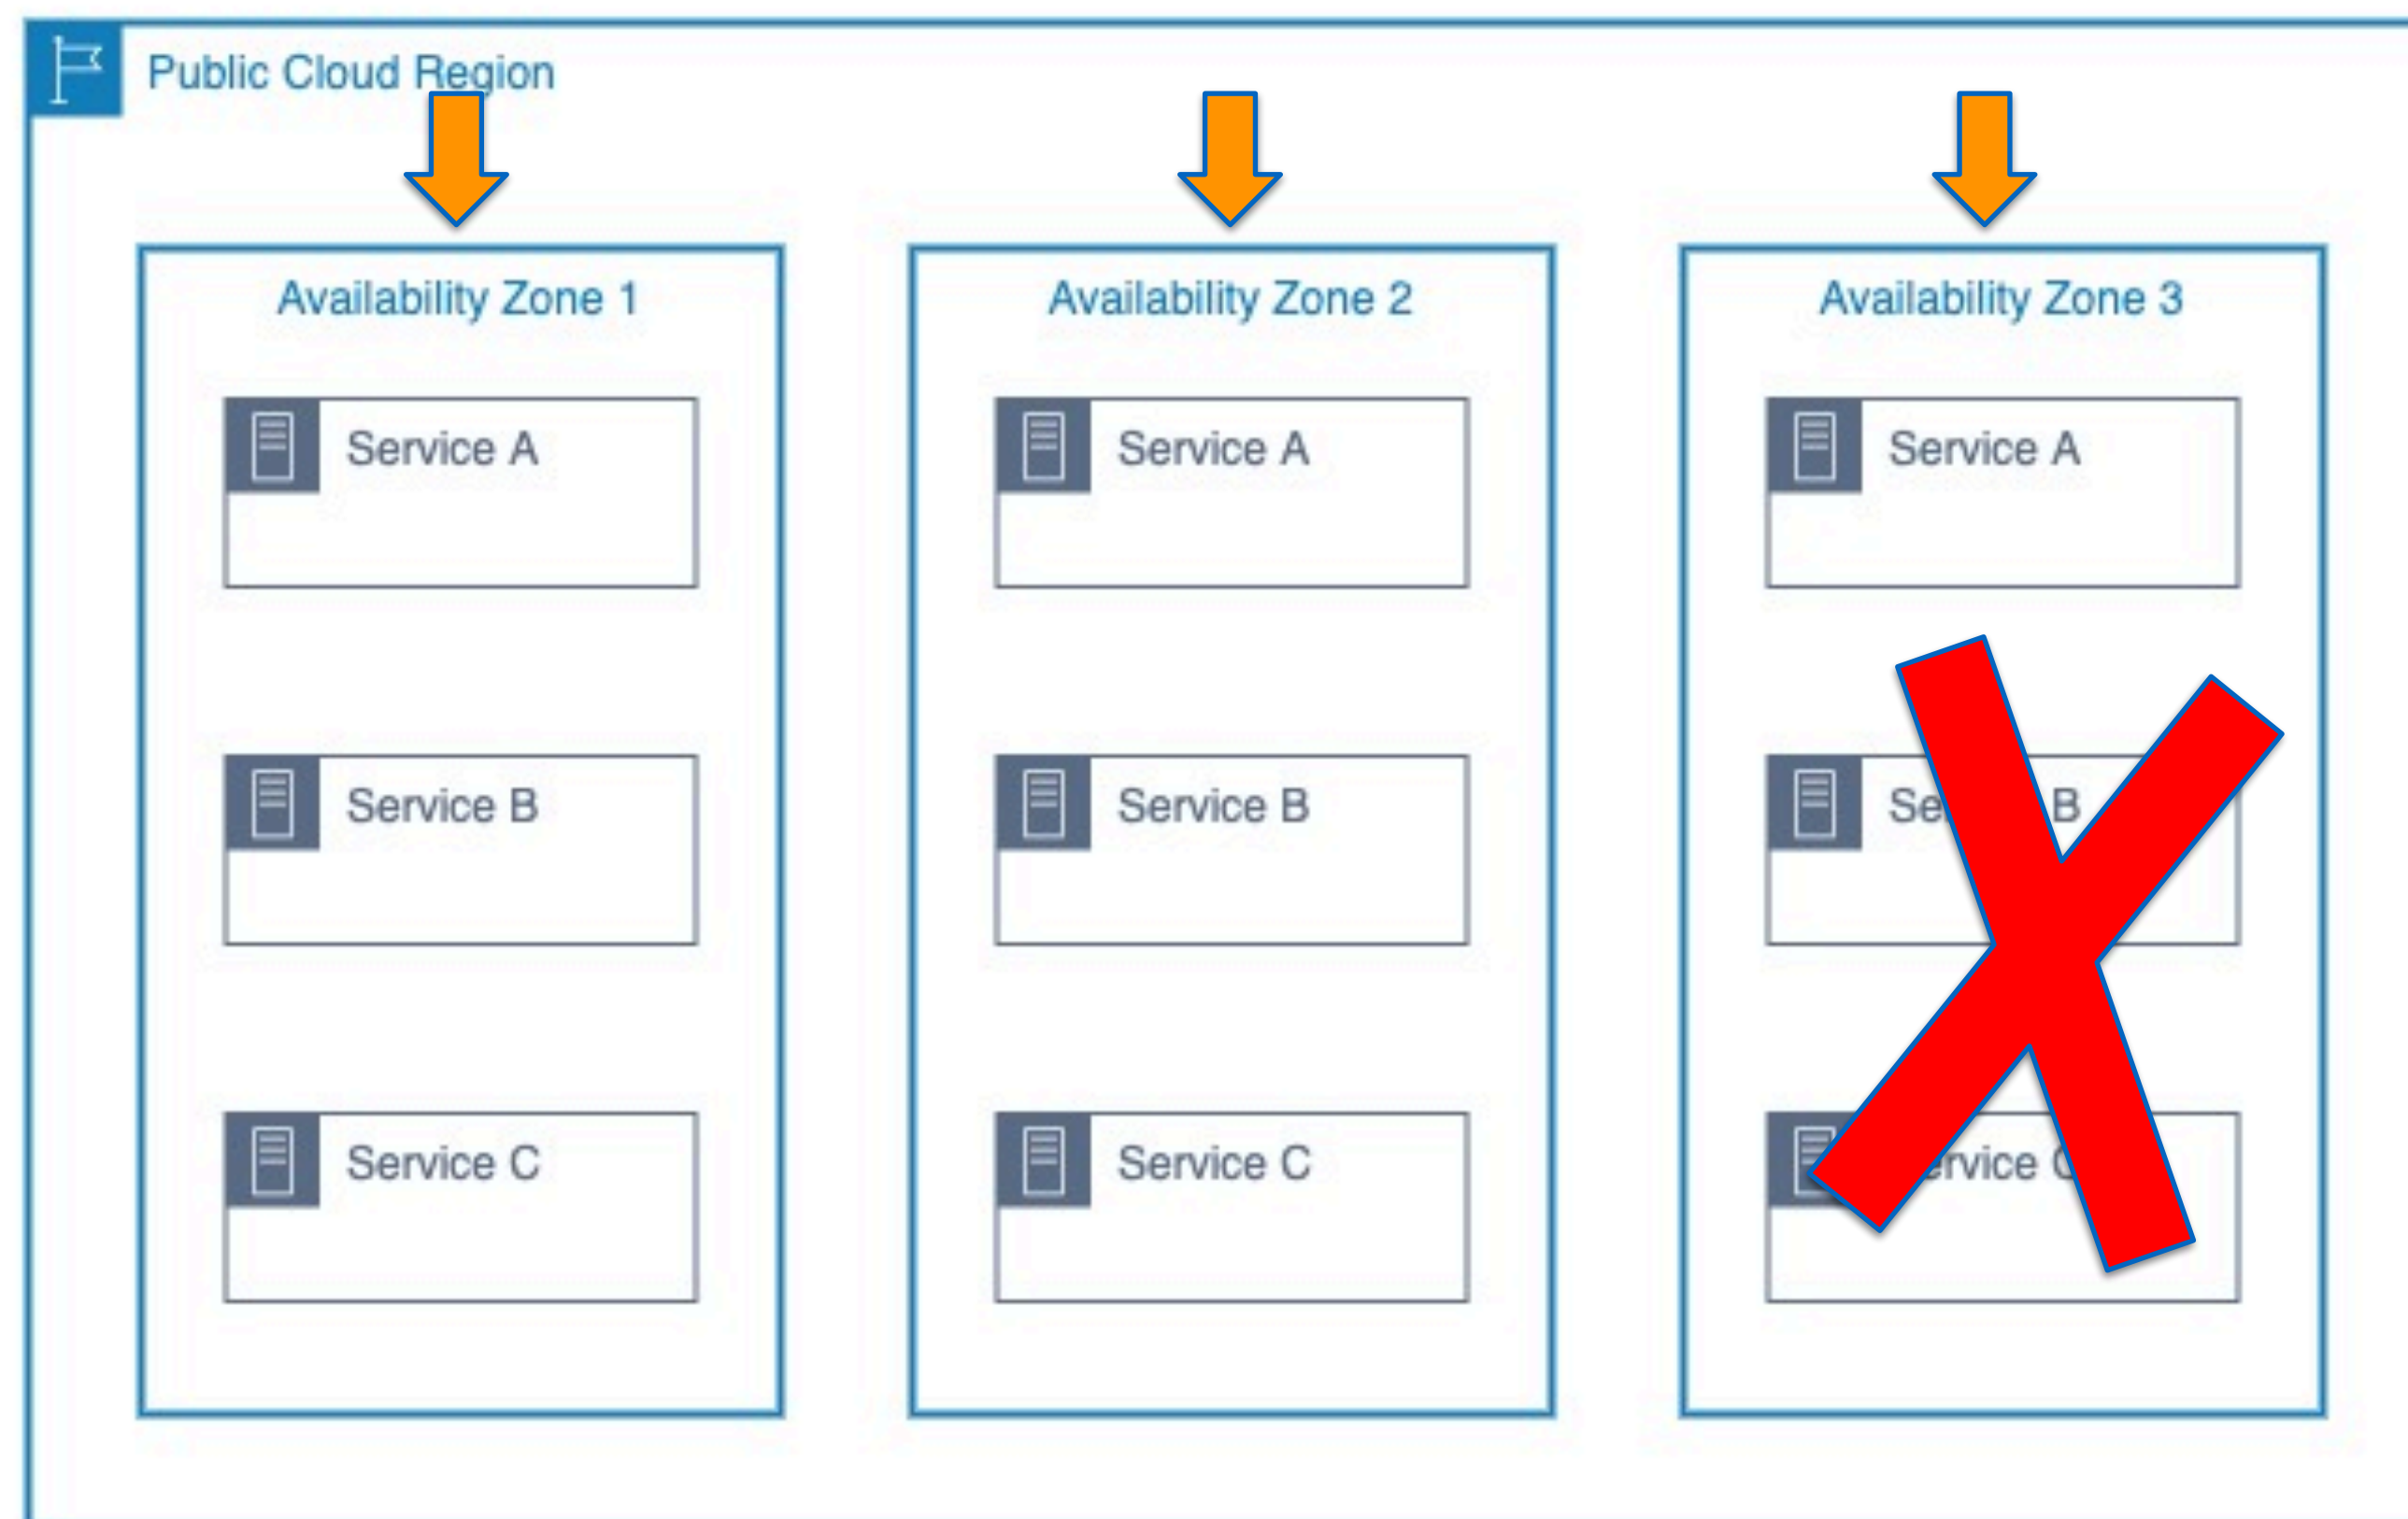 Public Cloud Region
Availability Zone 1
Service A
Service B
Service C
Availability Zone 2
Service A
Service B
Service C
Availability Zone 3
Service A
B